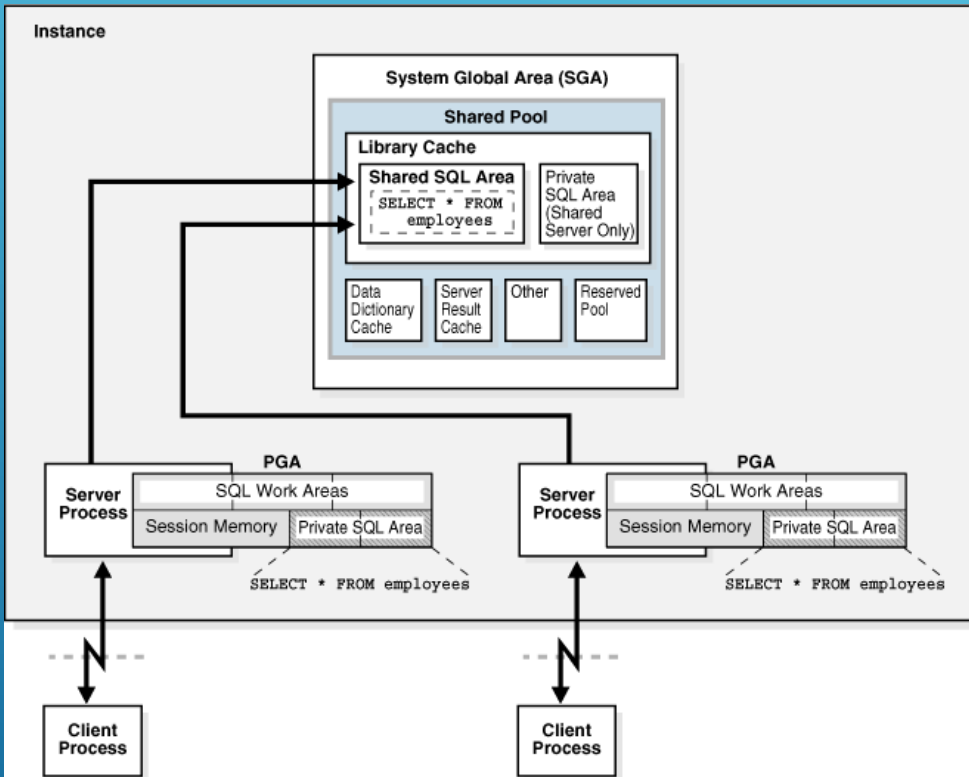 Instance
System Global Area (SGA)
Shared Pool
Library Cache
Shared SQL Area
SELECT * FROM
employees
Private
SQL Area
(Shared
Server Only)
Data
Dictionary
Cache
Server
Result
Cache
Other
Reserved
Pool
PGA
Server
Process
SQL Work Areas
Session Memory
Private SQL Area
SELECT * FROM employees
PGA
Server
Process
SQL Work Areas
Session Memory
Private SQL Area
SELECT * FROM employees
Client
Process
Client
Process